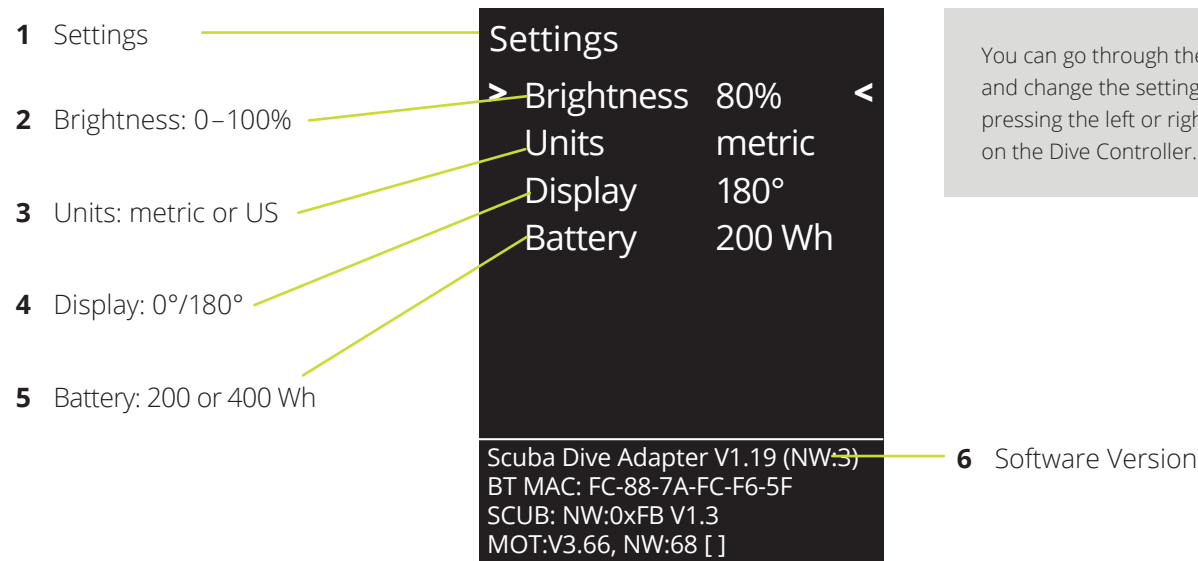 1 Settings
2 Brightness: 0–100%
3 Units: metric or US
4 Display: 0°/180°
5 Battery: 200 or 400 Wh
Settings
> Brightness 80% <
Units metric
Display 180°
Battery 200 Wh
Scuba Dive Adapter V1.19 (NW:3)
BT MAC: FC-88-7A-FC-F6-5F
SCUB: NW:0xFB V1.3
MOT:V3.66, NW:68 [ ]
6 Software Version
You can go through the
and change the setting
pressing the left or righ
on the Dive Controller.